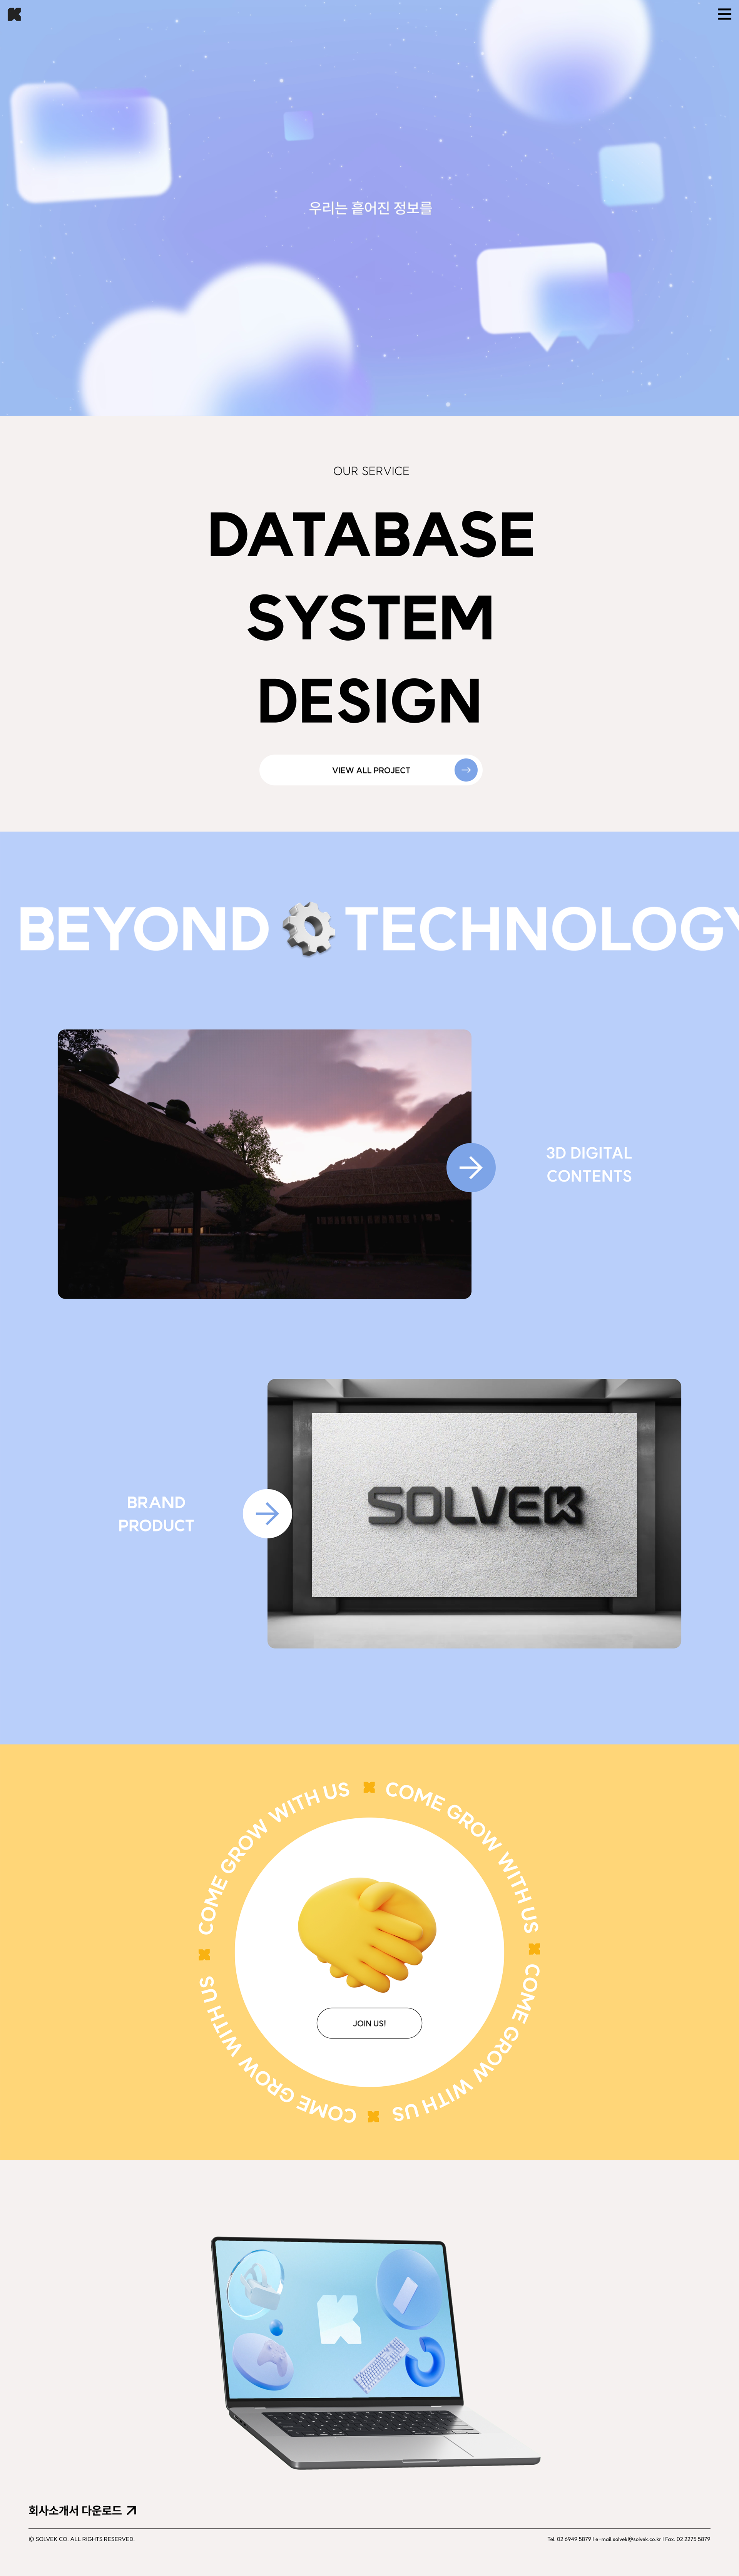 우리는 흩어진 정보를
OUR SERVICE
DATABASE
SYSTEM
DESIGN
VIEW ALL PROJECT
BEYOND TECHNOLOGY
3D DIGITAL
CONTENTS
BRAND
PRODUCT
SOLVEK
COME GROW WITH US
COME GROW WITH US
COME GROW WITH US
COME GROW WITH US
JOIN US!
회사소개서 다운로드
© SOLVEK CO. ALL RIGHTS RESERVED.
Tel. 02 6949 5879 | e-mail.solvek@solvek.co.kr | Fax. 02 2275 5879